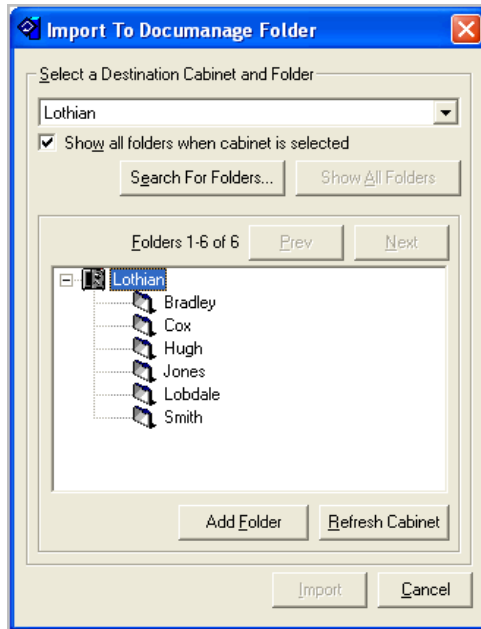 Import To Documanage Folder
Select a Destination Cabinet and Folder
Lothian
Show all folders when cabinet is selected
Search For Folders... Show All Folders
Folders 1-6 of 6 Prev Next
Lothian
Bradley
Cox
Hugh
Jones
Lobdale
Smith
Add Folder Refresh Cabinet
Import Cancel